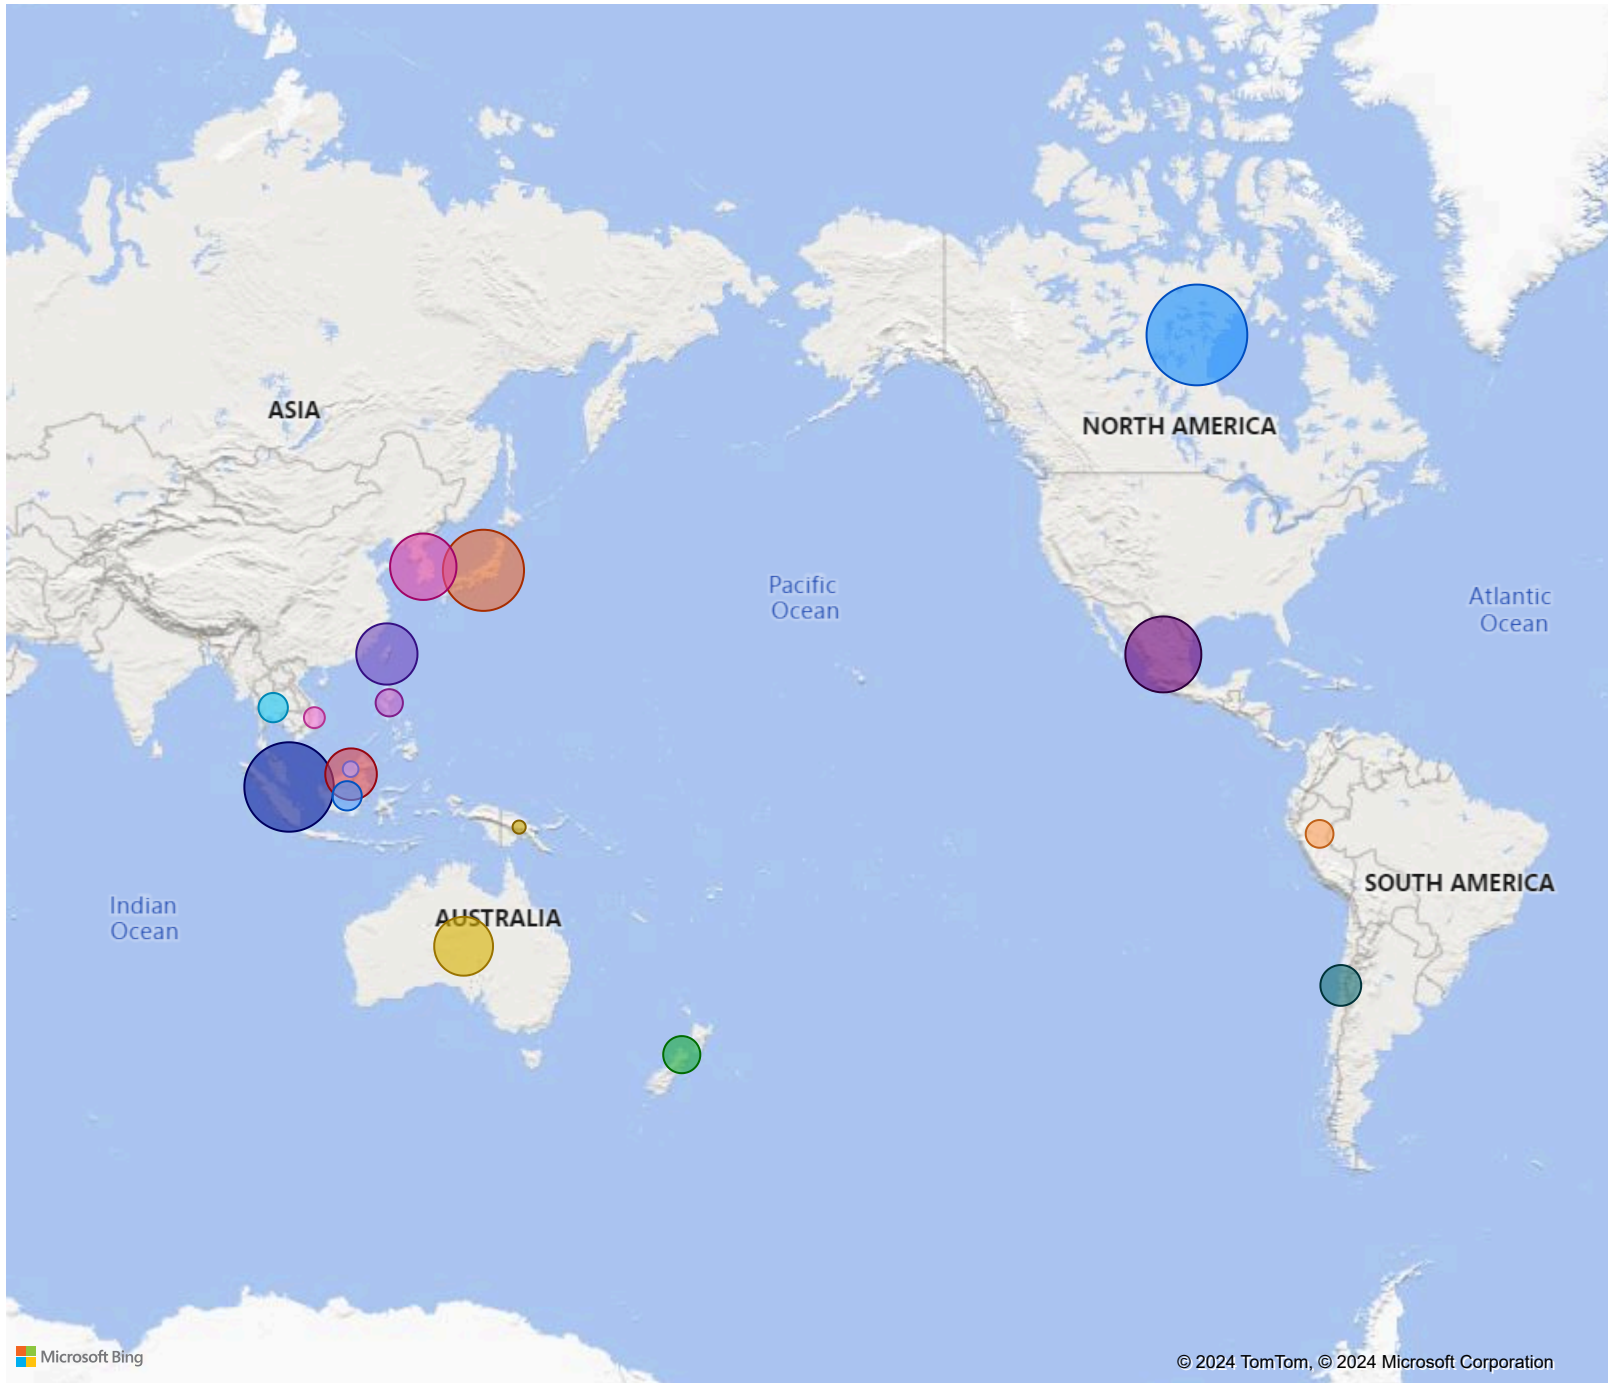 ASIA
NORTH AMERICA
Pacific
Ocean
Atlantic
Ocean
SOUTH AMERICA
Indian
Ocean
AUSTRALIA
Microsoft Bing
© 2024 TomTom, © 2024 Microsoft Corporation